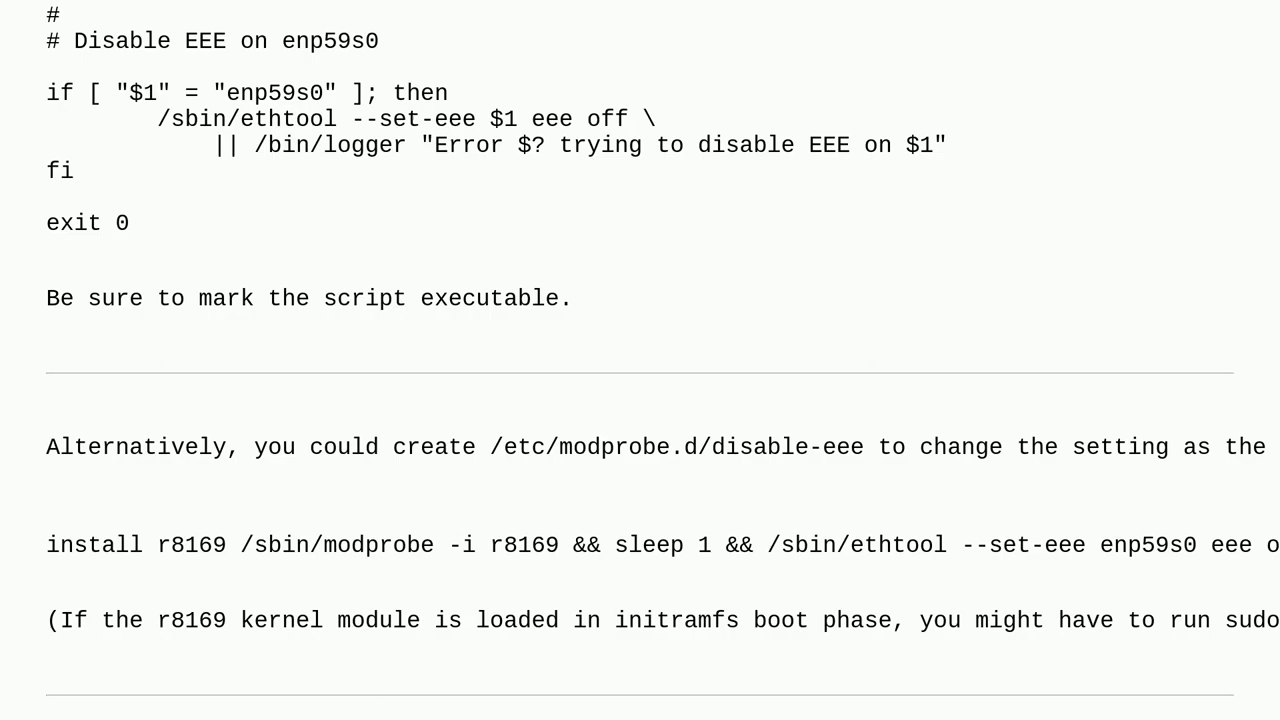 #
# Disable EEE on enp59s0
if [ "$1" = "enp59s0" ]; then
/sbin/ethtool --set-eee $1 eee off \
|| /bin/logger "Error $? trying to disable EEE on $1"
fi
exit 0
Be sure to mark the script executable.
Alternatively, you could create /etc/modprobe.d/disable-eee to change the setting as the
install r8169 /sbin/modprobe -i r8169 && sleep 1 && /sbin/ethtool --set-eee enp59s0 eee o
(If the r8169 kernel module is loaded in initramfs boot phase, you might have to run sudo